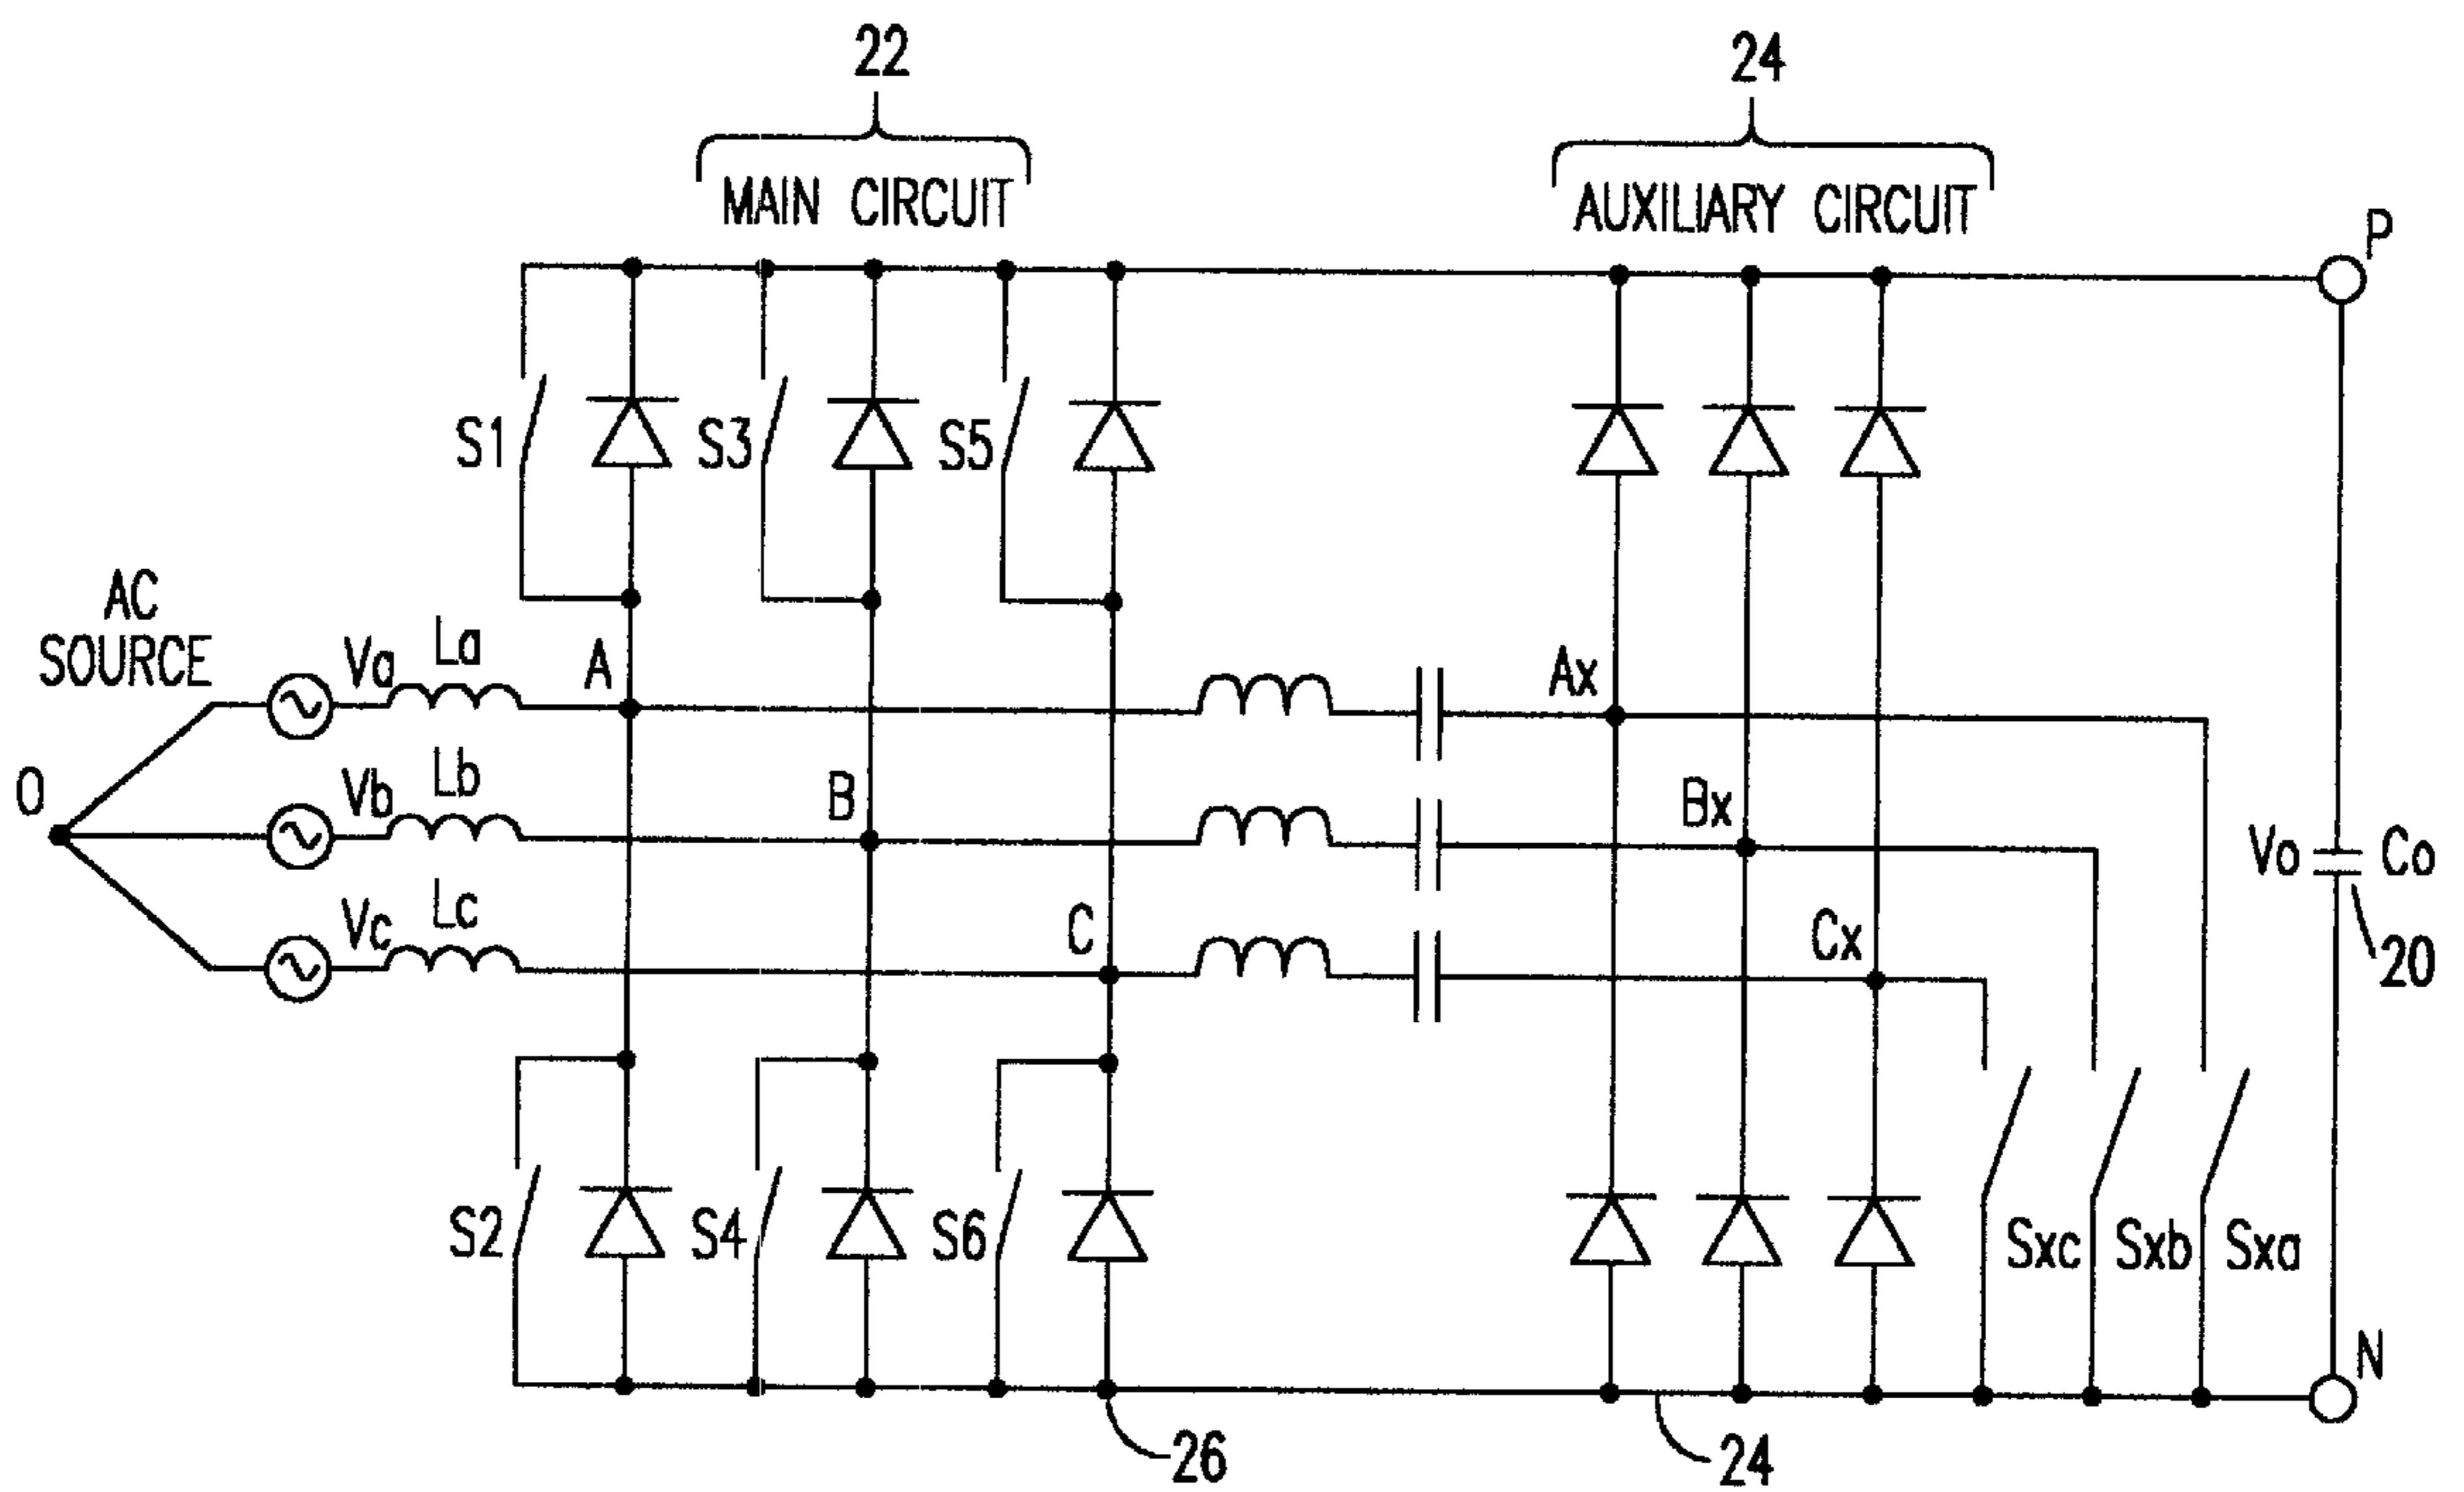 22
24
MAIN CIRCUIT
AUXILIARY CIRCUIT
P
S1
S3
S5
AC
SOURCE
Va
La
A
Ax
O
Vb
Lb
B
Bx
Vo
Co
Vc
Lc
C
Cx
20
S2
S4
S6
Sxc
Sxb
Sxa
N
26
24